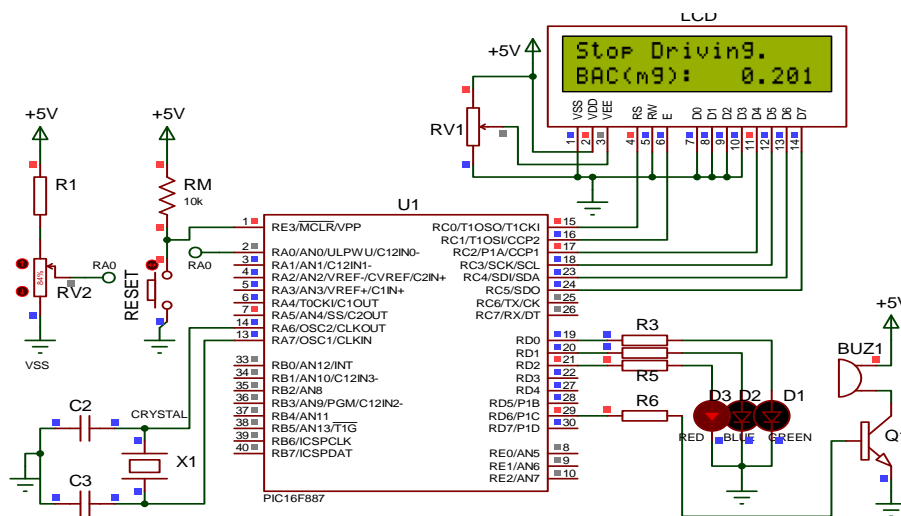 LCD
+5V
Stop Driving.
BAC(mg): 0.201
RV1
VSS VDD VEE RS RW E D0 D1 D2 D3 D4 D5 D6 D7
1 2 3 4 5 6 7 8 9 10 11 12 13 14
+5V
+5V
R1
RM
10k
RA0
84%
RV2
VSS
RESET
RA0
U1
1 RE3/MCLR/VPP
2 RA0/AN0/ULPWU/C12IN0-
3 RA1/AN1/C12IN1-
4 RA2/AN2/VREF-/CVREF/C2IN+
5 RA3/AN3/VREF+/C1IN+
6 RA4/T0CKI/C1OUT
7 RA5/AN4/SS/C2OUT
14 RA6/OSC2/CLKOUT
13 RA7/OSC1/CLKIN
33 RB0/AN12/INT
34 RB1/AN10/C12IN3-
35 RB2/AN8
36 RB3/AN9/PGM/C12IN2-
37 RB4/AN11
38 RB5/AN13/T1G
39 RB6/ICSPCLK
40 RB7/ICSPDAT
RC0/T1OSO/T1CKI 15
RC1/T1OSI/CCP2 16
RC2/P1A/CCP1 17
RC3/SCK/SCL 18
RC4/SDI/SDA 23
RC5/SDO 24
RC6/TX/CK 25
RC7/RX/DT 26
RD0 19
RD1 20
RD2 21
RD3 22
RD4 27
RD5/P1B 28
RD6/P1C 29
RD7/P1D 30
RE0/AN5 8
RE1/AN6 9
RE2/AN7 10
PIC16F887
C2
CRYSTAL
X1
C3
R3
R5
R6
D3 D2 D1
RED BLUE GREEN
+5V
BUZ1